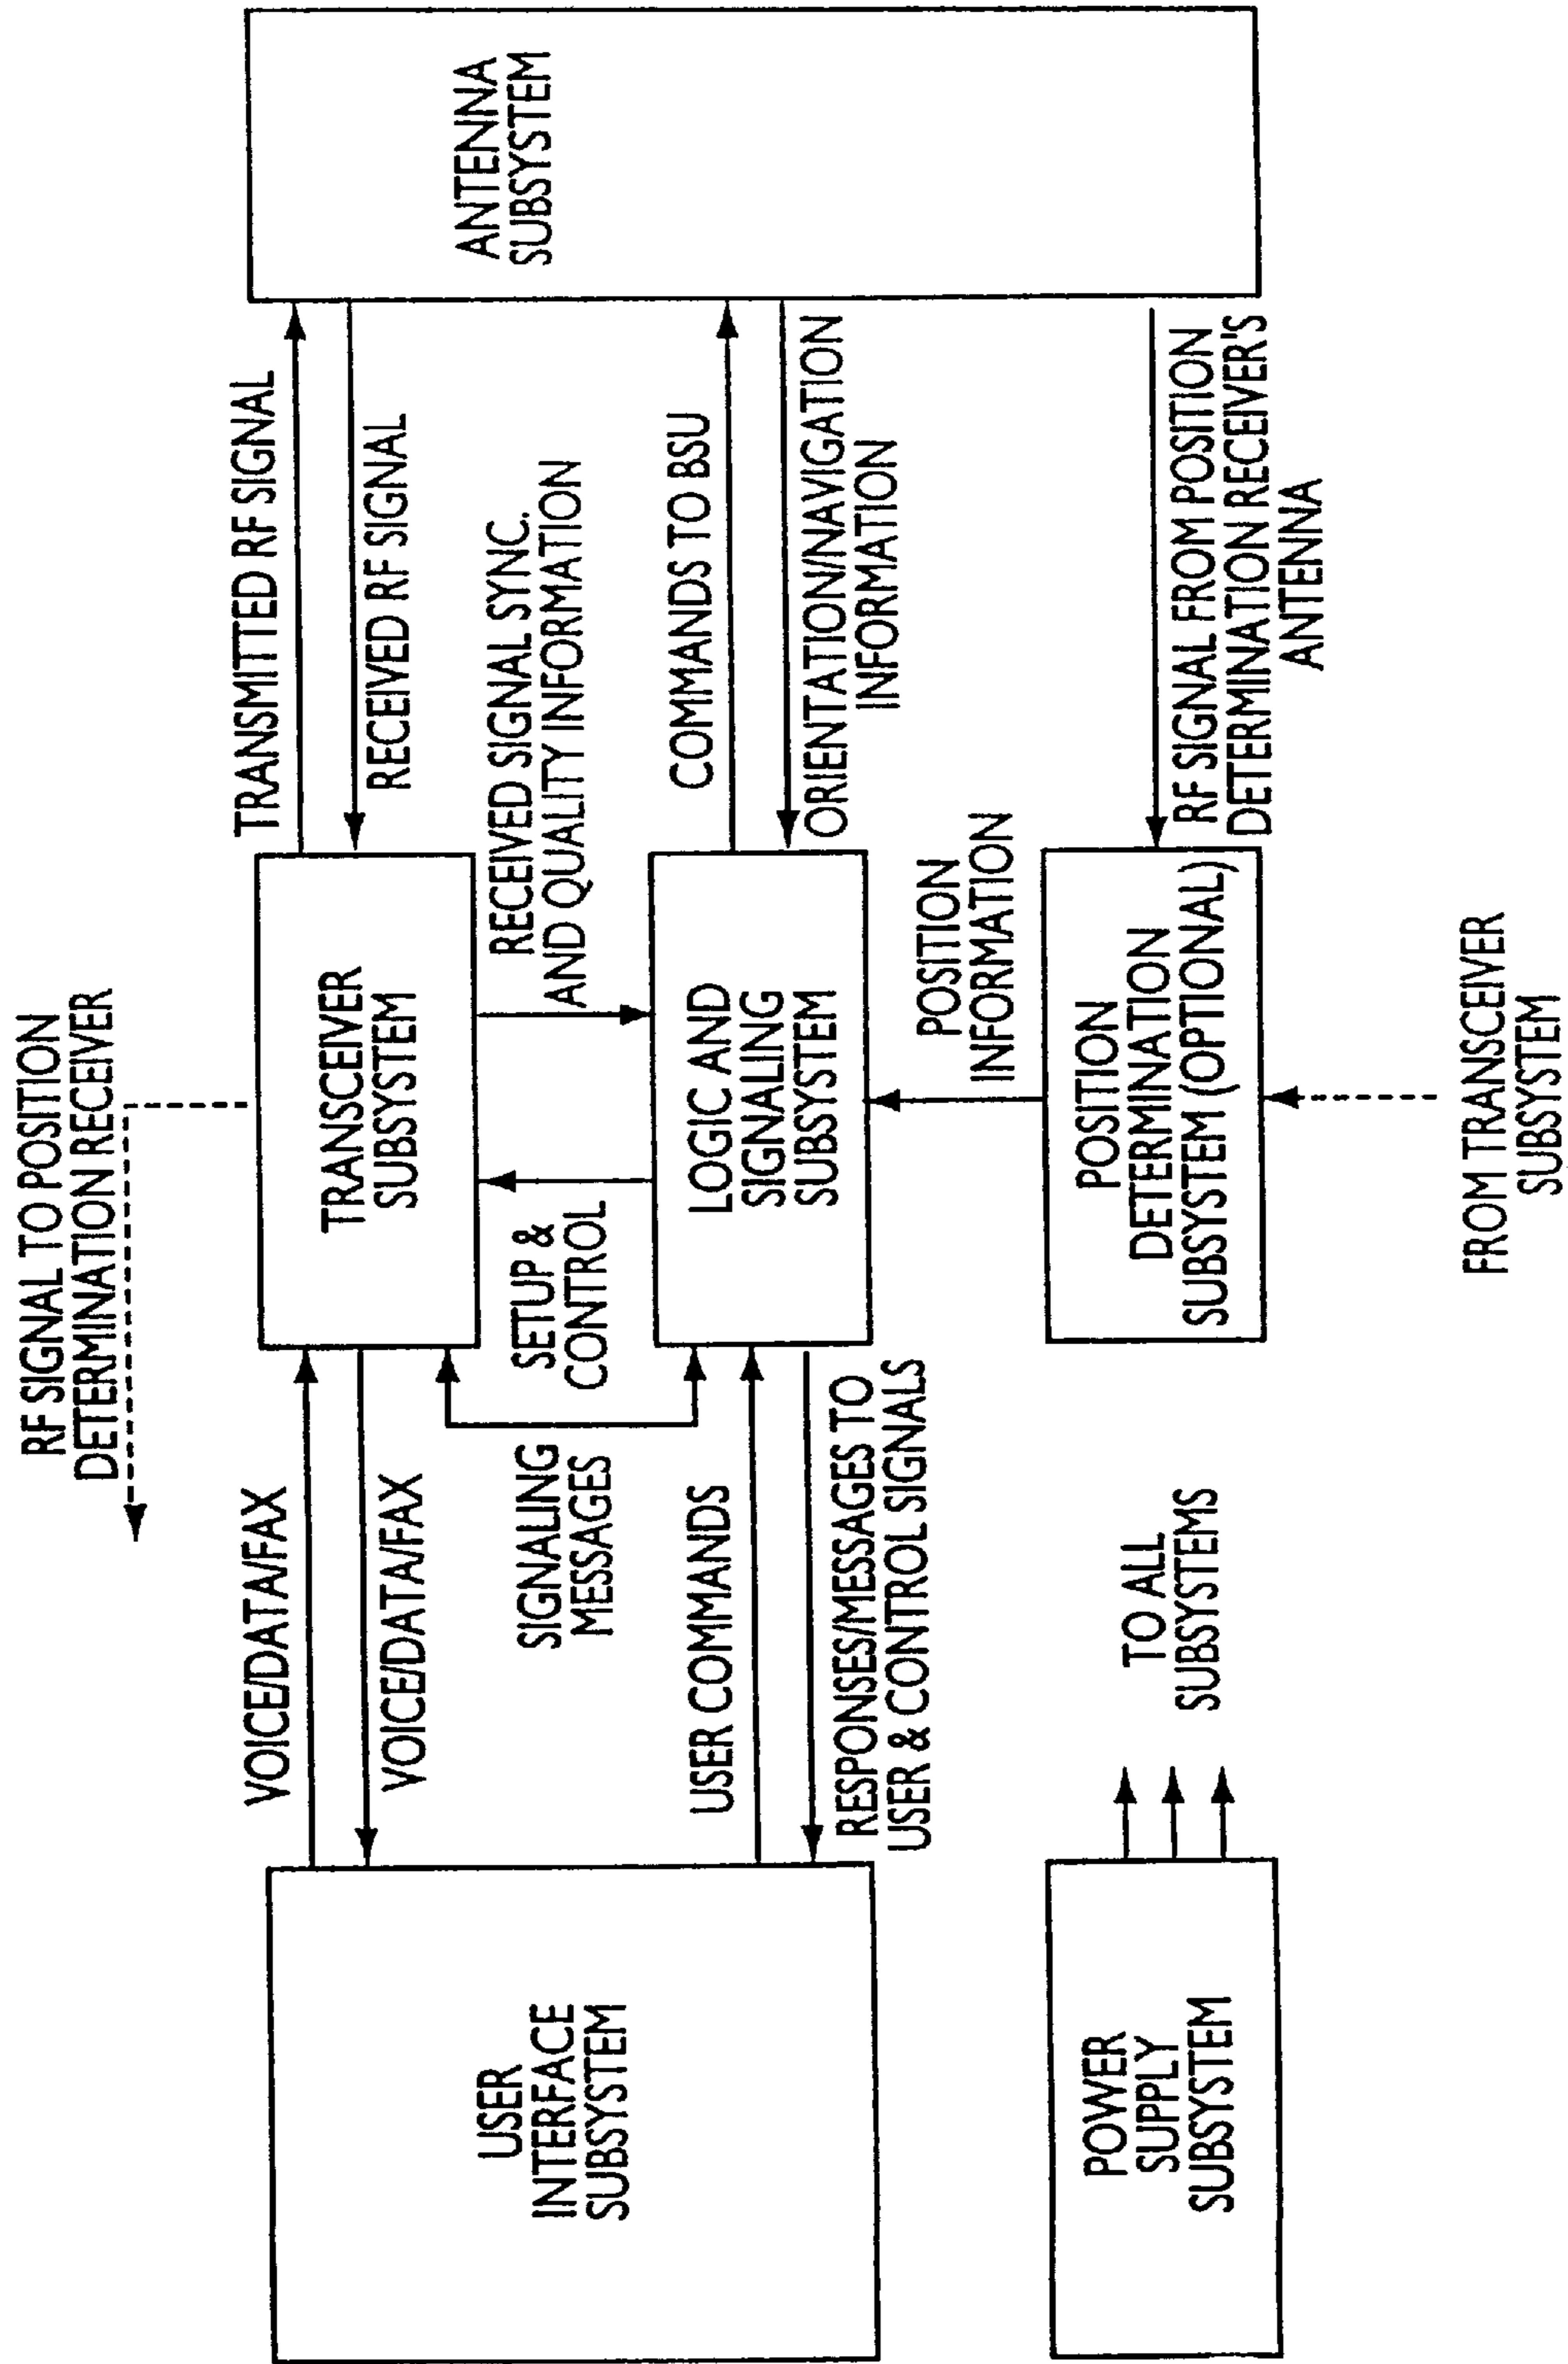 RF SIGNAL TO POSITION
DETERMINATION RECEIVER
VOICE/DATA/FAX
VOICE/DATA/FAX
TRANSCEIVER
SUBSYSTEM
TRANSMITTED RF SIGNAL
RECEIVED RF SIGNAL
ANTENNA
SUBSYSTEM
USER
INTERFACE
SUBSYSTEM
SIGNALING
MESSAGES
SETUP &
CONTROL
RECEIVED SIGNAL SYNC.
AND QUALITY INFORMATION
USER COMMANDS
RESPONSES/MESSAGES TO
USER & CONTROL SIGNALS
LOGIC AND
SIGNALING
SUBSYSTEM
COMMANDS TO BSU
ORIENTATION/NAVIGATION
INFORMATION
POSITION
INFORMATION
POWER
SUPPLY
SUBSYSTEM
TO ALL
SUBSYSTEMS
POSITION
DETERMINATION
SUBSYSTEM (OPTIONAL)
RF SIGNAL FROM POSITION
DETERMINATION RECEIVER'S
ANTENNA
FROM TRANSCEIVER
SUBSYSTEM